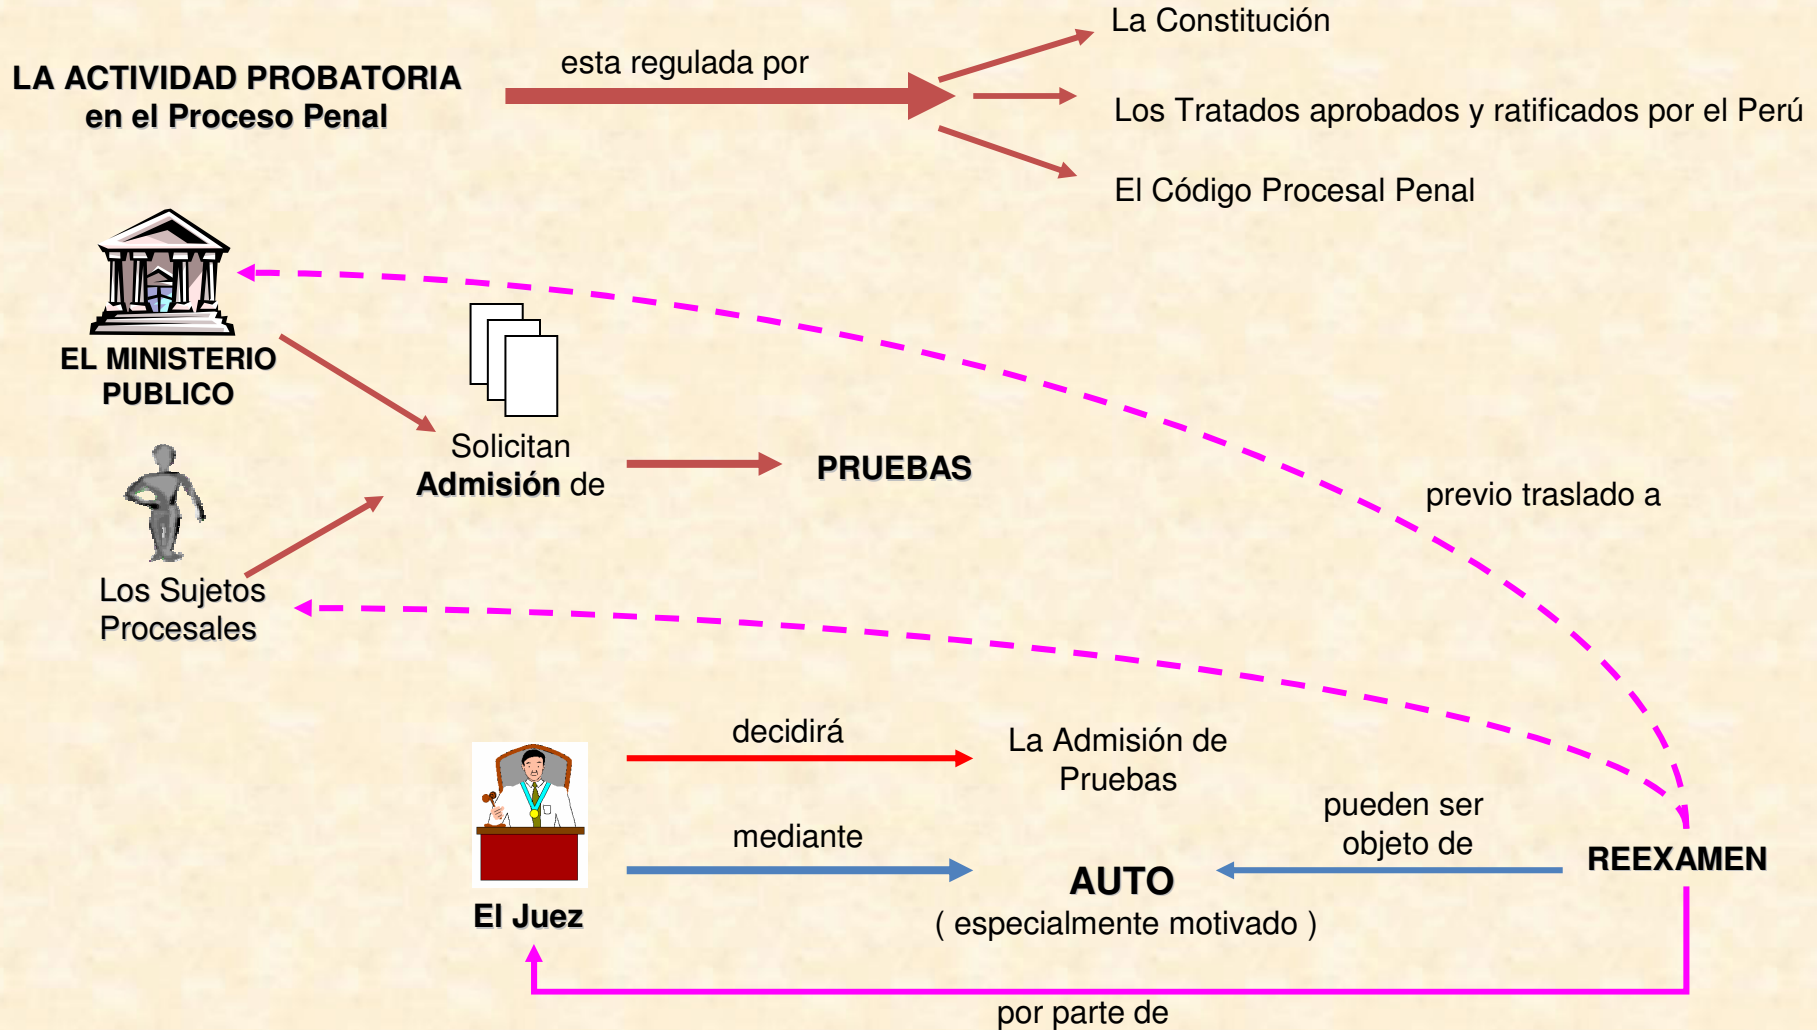 LA ACTIVIDAD PROBATORIA
en el Proceso Penal
esta regulada por
La Constitución
Los Tratados aprobados y ratificados por el Perú
El Código Procesal Penal
EL MINISTERIO
PUBLICO
Solicitan
Admisión de
PRUEBAS
previo traslado a
Los Sujetos
Procesales
decidirá
La Admisión de
Pruebas
mediante
pueden ser
objeto de
REEXAMEN
AUTO
( especialmente motivado )
El Juez
por parte de